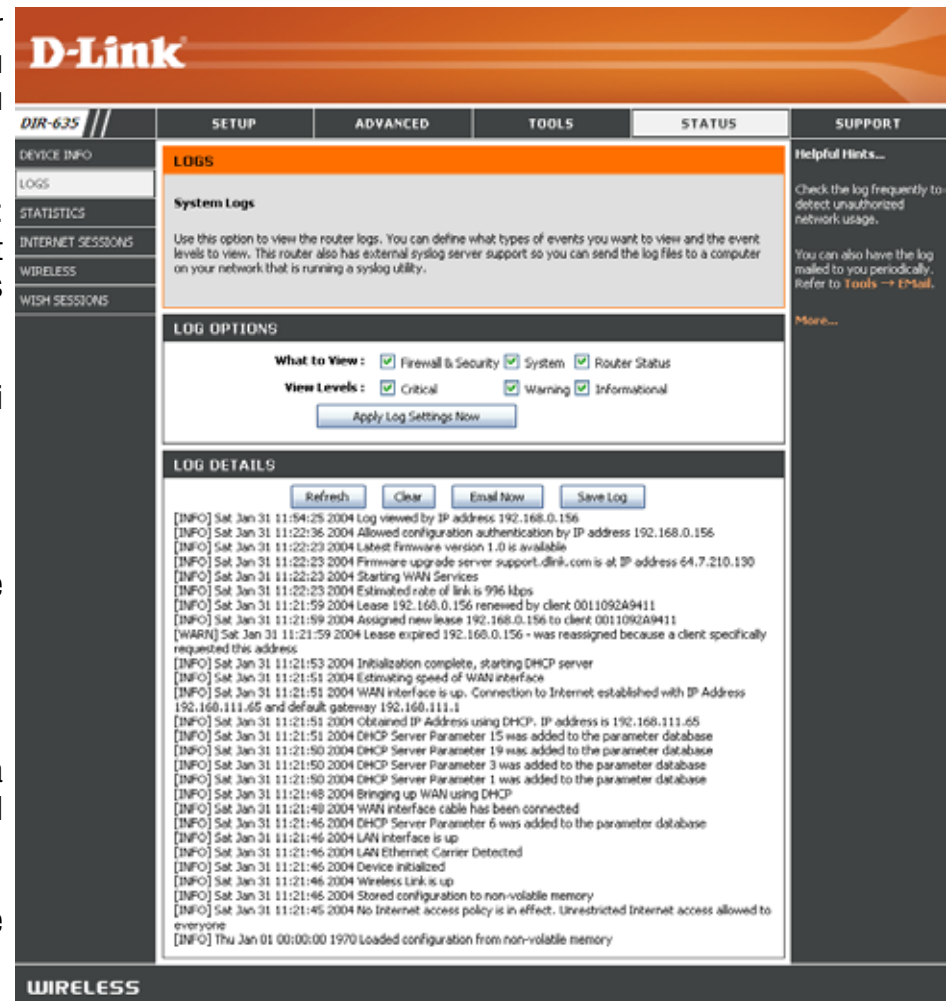 D-Link
DIR-635
SETUP
ADVANCED
TOOLS
STATUS
SUPPORT
DEVICE INFO
LOGS
STATISTICS
INTERNET SESSIONS
WIRELESS
WISH SESSIONS
LOGS
System Logs
Use this option to view the router logs. You can define what types of events you want to view and the event
levels to view. This router also has external syslog server support so you can send the log files to a computer
on your network that is running a syslog utility.
LOG OPTIONS
What to View : Firewall & Security System Router Status
View Levels : Critical Warning Informational
Apply Log Settings Now
LOG DETAILS
Refresh Clear Email Now Save Log
[INFO] Sat Jan 31 11:54:25 2004 Log viewed by IP address 192.168.0.156
[INFO] Sat Jan 31 11:22:36 2004 Allowed configuration authentication by IP address 192.168.0.156
[INFO] Sat Jan 31 11:22:23 2004 Latest firmware version 1.0 is available
[INFO] Sat Jan 31 11:22:23 2004 Firmware upgrade server support.dlink.com is at IP address 64.7.210.130
[INFO] Sat Jan 31 11:22:23 2004 Starting WAN Services
[INFO] Sat Jan 31 11:22:23 2004 Estimated rate of link is 996 kbps
[INFO] Sat Jan 31 11:21:59 2004 Lease 192.168.0.156 renewed by client 0011092A9411
[INFO] Sat Jan 31 11:21:59 2004 Assigned new lease 192.168.0.156 to client 0011092A9411
[WARN] Sat Jan 31 11:21:59 2004 Lease expired 192.168.0.156 - was reassigned because a client specifically
requested this address
[INFO] Sat Jan 31 11:21:53 2004 Initialization complete, starting DHCP server
[INFO] Sat Jan 31 11:21:51 2004 Estimating speed of WAN interface
[INFO] Sat Jan 31 11:21:51 2004 WAN interface is up. Connection to Internet established with IP Address
192.168.111.65 and default gateway 192.168.111.1
[INFO] Sat Jan 31 11:21:51 2004 Obtained IP Address using DHCP. IP address is 192.168.111.65
[INFO] Sat Jan 31 11:21:51 2004 DHCP Server Parameter 15 was added to the parameter database
[INFO] Sat Jan 31 11:21:50 2004 DHCP Server Parameter 19 was added to the parameter database
[INFO] Sat Jan 31 11:21:50 2004 DHCP Server Parameter 3 was added to the parameter database
[INFO] Sat Jan 31 11:21:50 2004 DHCP Server Parameter 1 was added to the parameter database
[INFO] Sat Jan 31 11:21:48 2004 Bringing up WAN using DHCP
[INFO] Sat Jan 31 11:21:48 2004 WAN interface cable has been connected
[INFO] Sat Jan 31 11:21:46 2004 DHCP Server Parameter 6 was added to the parameter database
[INFO] Sat Jan 31 11:21:46 2004 LAN interface is up
[INFO] Sat Jan 31 11:21:46 2004 LAN Ethernet Carrier Detected
[INFO] Sat Jan 31 11:21:46 2004 Device initialized
[INFO] Sat Jan 31 11:21:46 2004 Wireless Link is up
[INFO] Sat Jan 31 11:21:46 2004 Stored configuration to non-volatile memory
[INFO] Sat Jan 31 11:21:45 2004 No Internet access policy is in effect. Unrestricted Internet access allowed to
everyone
[INFO] Thu Jan 01 00:00:00 1970 Loaded configuration from non-volatile memory
Helpful Hints...
Check the log frequently to
detect unauthorized
network usage.
You can also have the log
mailed to you periodically.
Refer to Tools → EMail.
More...
WIRELESS